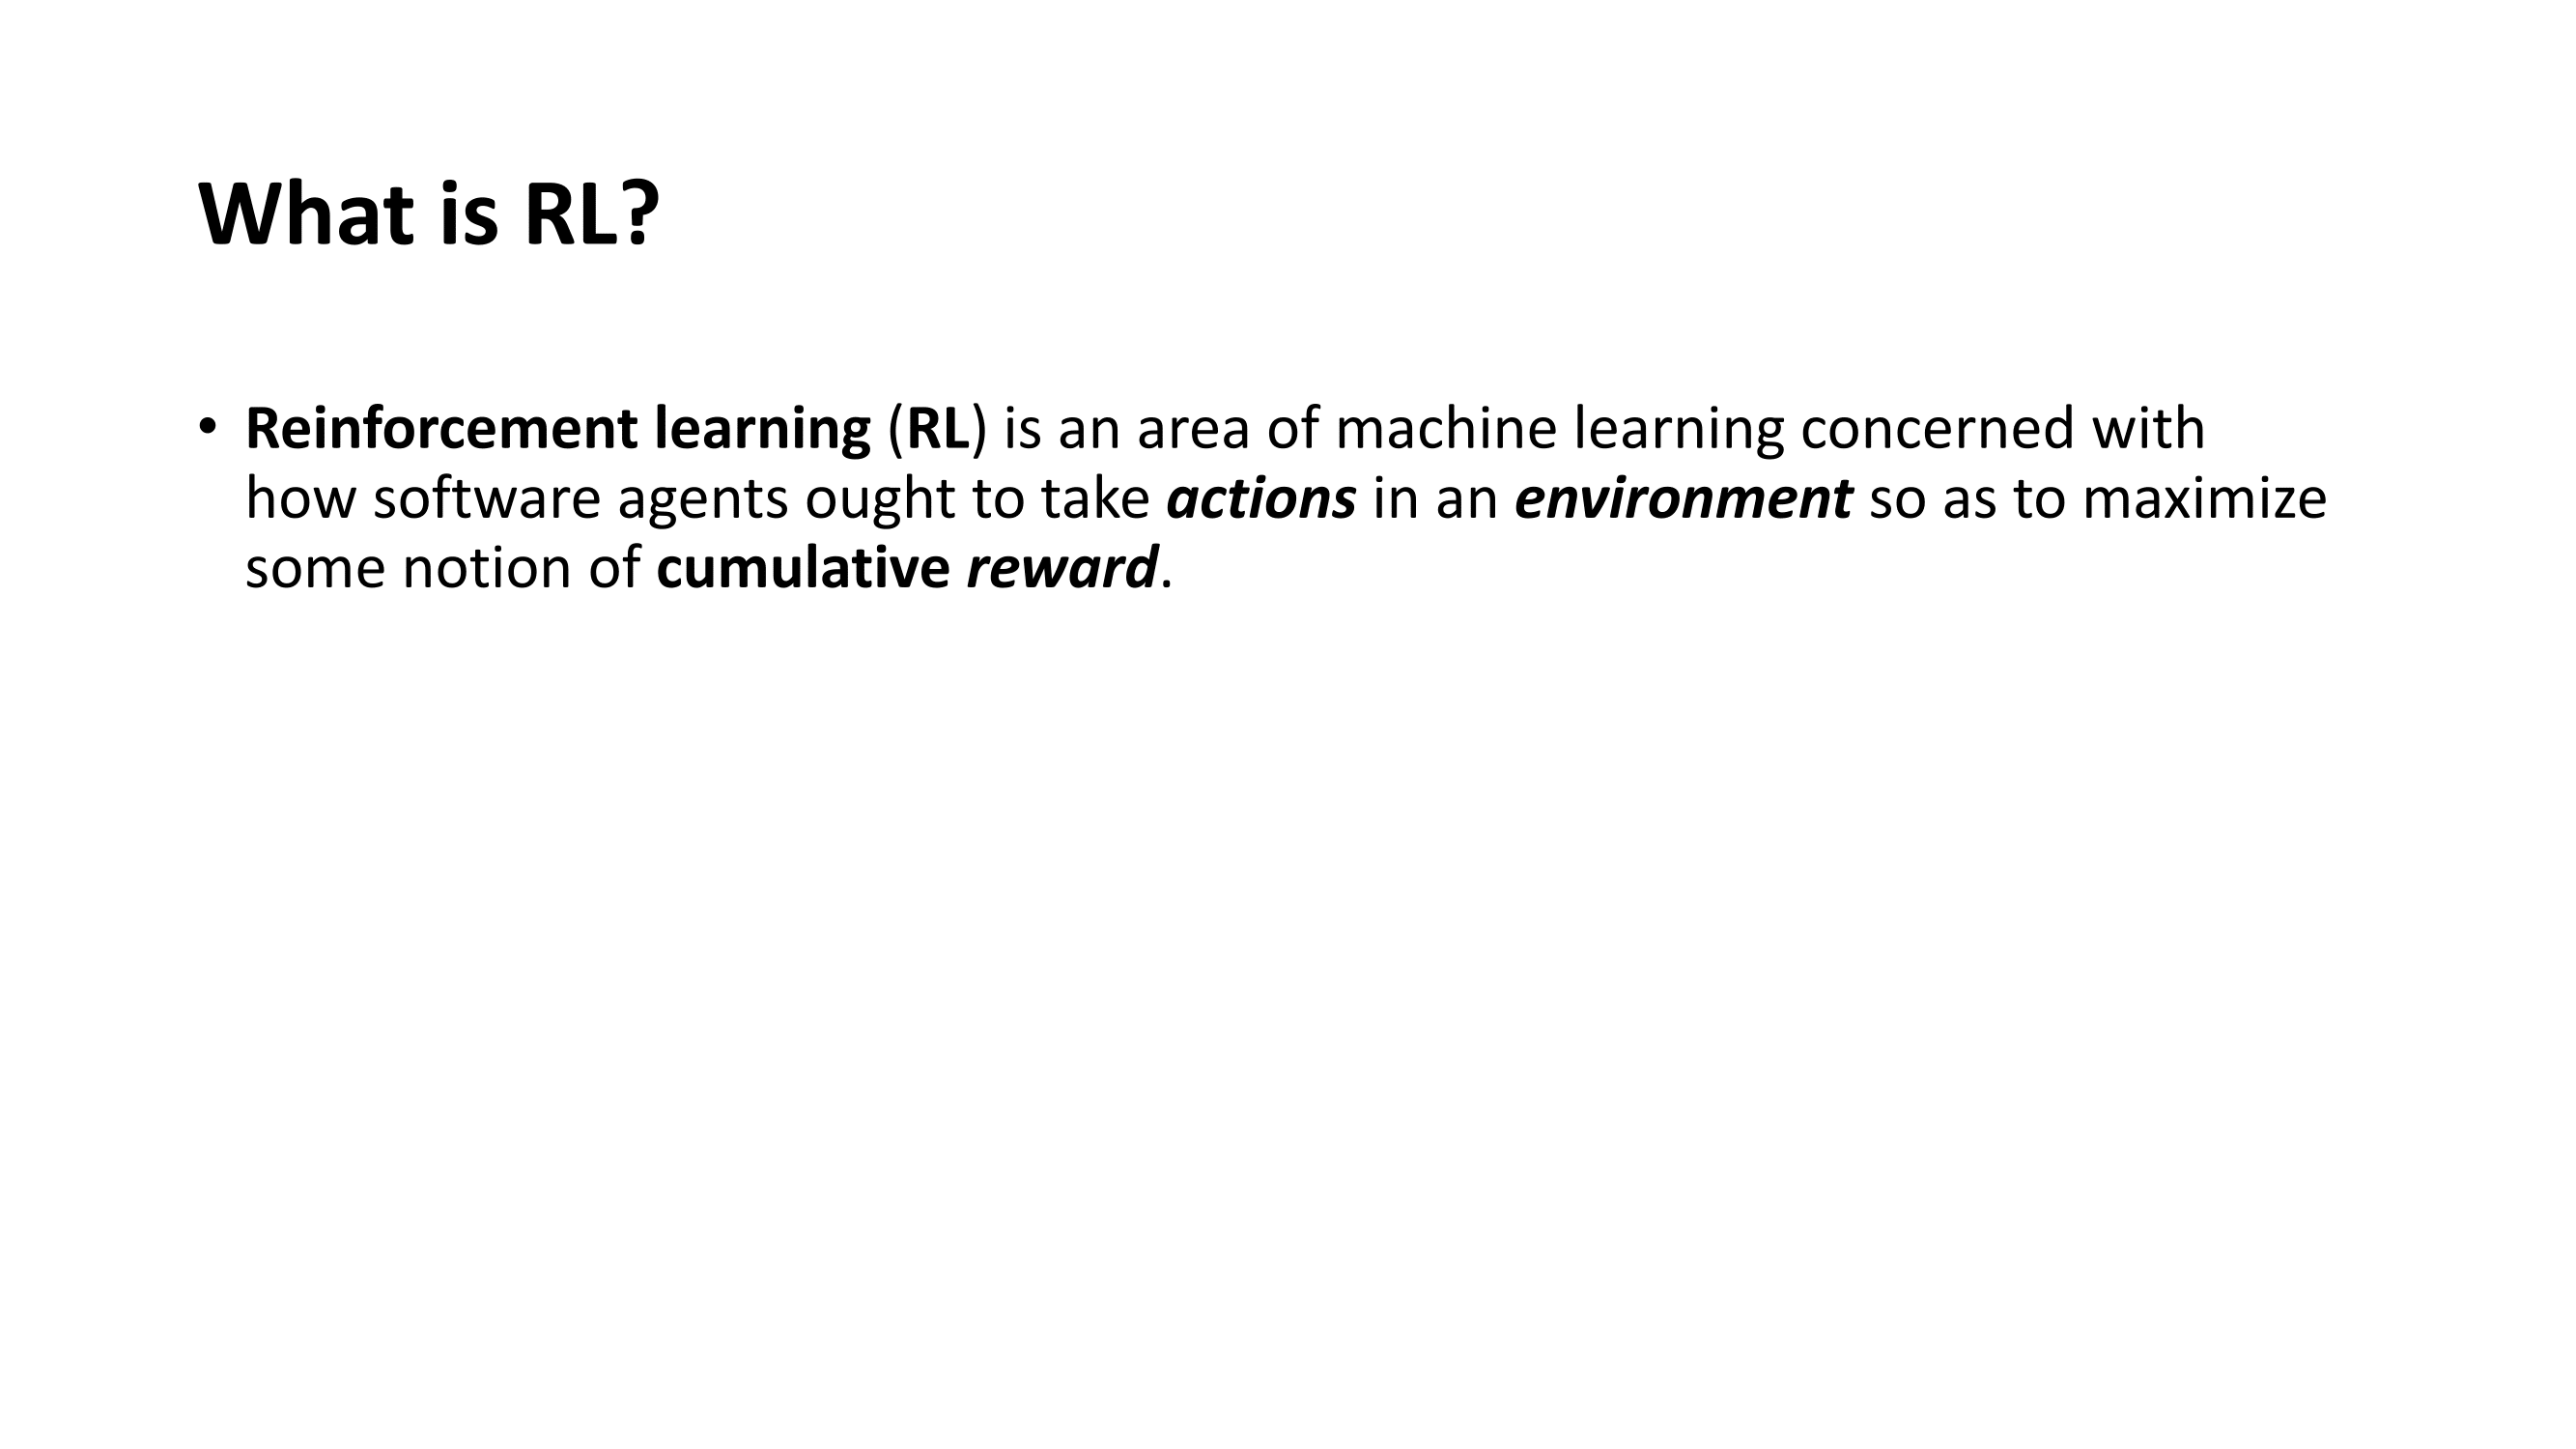 What is RL?
• Reinforcement learning (RL) is an area of machine learning concerned with
how software agents ought to take actions in an environment so as to maximize
some notion of cumulative reward.